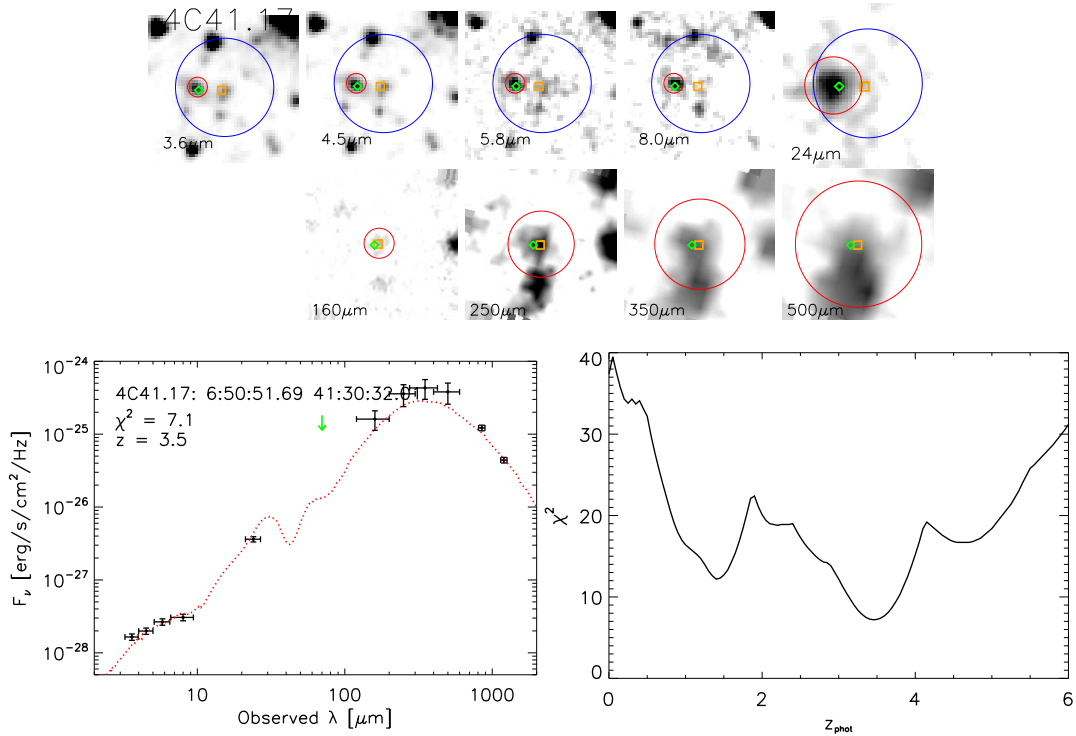 4C41.17
3.6μm
4.5μm
5.8μm
8.0μm
24μm
160μm
250μm
350μm
500μm
4C41.17: 6:50:51.69 41:30:32.0
χ² = 7.1
z = 3.5
10⁻²⁴
10⁻²⁵
10⁻²⁶
10⁻²⁷
10⁻²⁸
Fν [erg/s/cm²/Hz]
10
100
1000
Observed λ [μm]
40
30
20
10
0
χ²
0
2
4
6
zphot